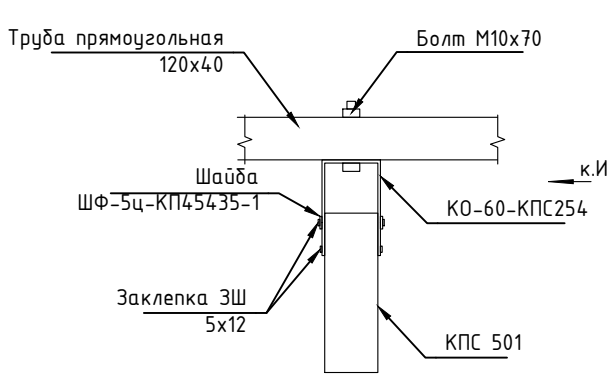 Труба прямоугольная
120х40
Болт М10х70
Шайба
ШФ-5ц-КП45435-1
к.И
КО-60-КПС254
Заклепка ЗШ
5х12
КПС 501